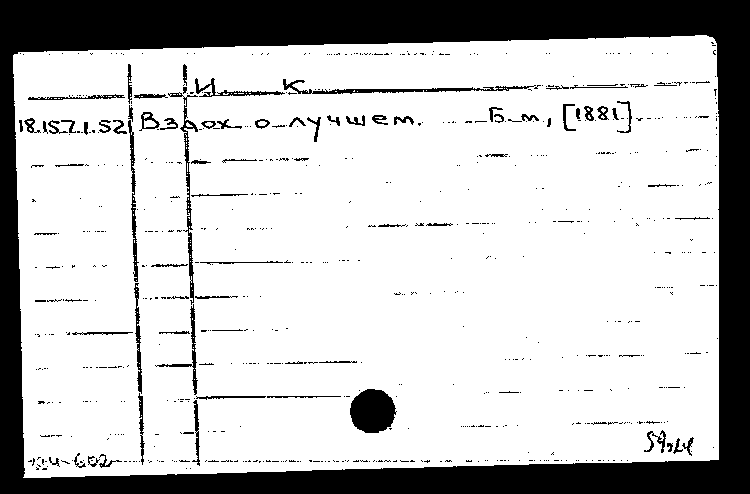 И. К.
18.157.1.52 Вздох о лучшем. Б. м., [1881].